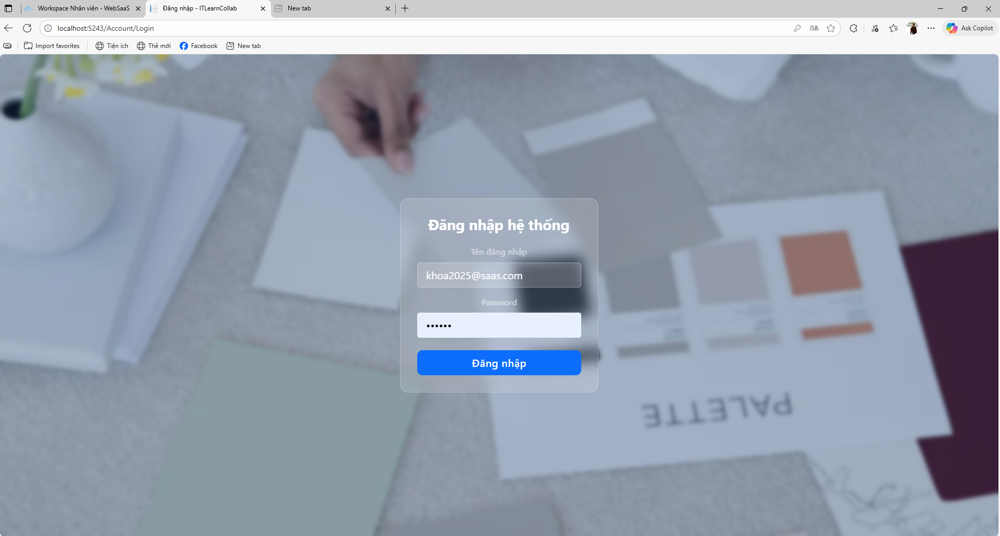 Workspace Nhân viên - WebSaaS
Đăng nhập - ITLearnCollab
New tab
localhost:5243/Account/Login
aあ
Ask Copilot
Import favorites
Tiện ích
Thẻ mới
Facebook
New tab
Đăng nhập hệ thống
Tên đăng nhập
khoa2025@saas.com
Password
••••••
Đăng nhập
PALETTE